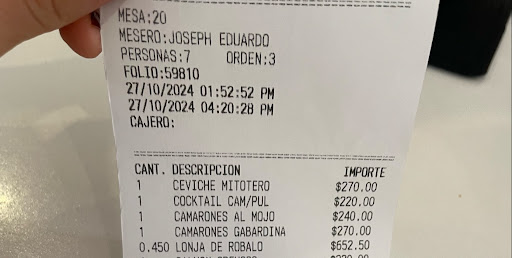 MESA:20
MESERO:JOSEPH EDUARDO
PERSONAS:7 ORDEN:3
FOLIO:59810
27/10/2024 01:52:52 PM
27/10/2024 04:20:28 PM
CAJERO:
CANT. DESCRIPCION IMPORTE
1 CEVICHE MITOTERO $270.00
1 COCKTAIL CAM/PUL $220.00
1 CAMARONES AL MOJO $240.00
1 CAMARONES GABARDINA $270.00
0.450 LONJA DE ROBALO $652.50